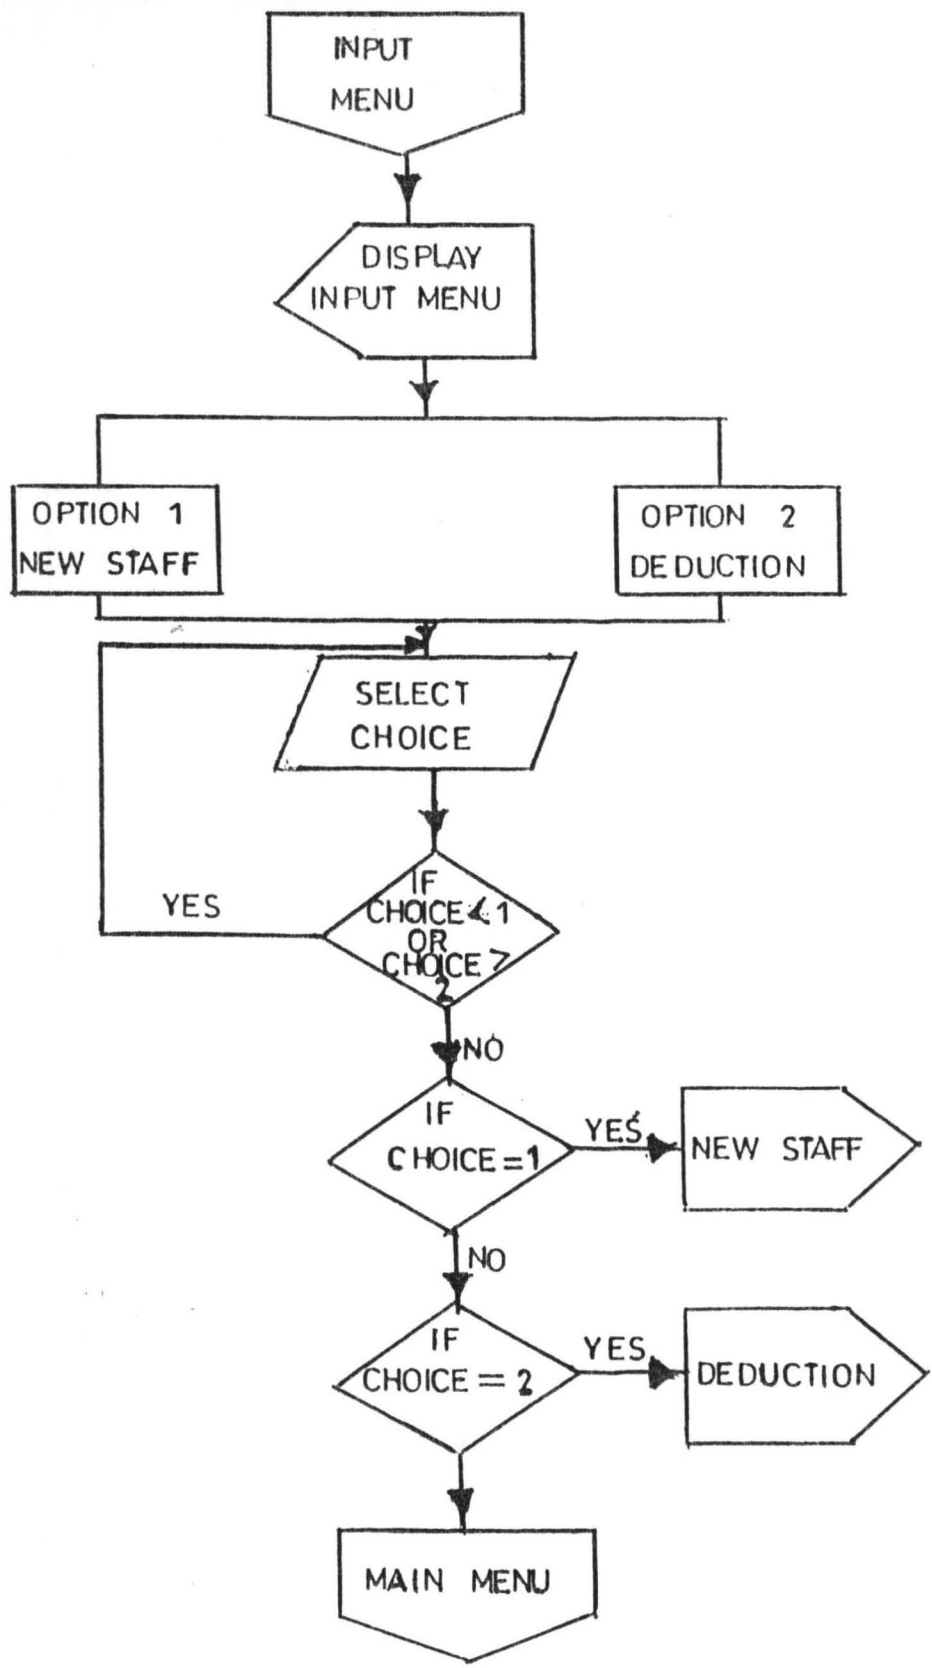 INPUT
MENU
DISPLAY
INPUT MENU
OPTION 1
NEW STAFF
OPTION 2
DEDUCTION
SELECT
CHOICE
IF
CHOICE < 1
OR
CHOICE >
2
YES
NO
IF
CHOICE = 1
YES
NEW STAFF
NO
IF
CHOICE = 2
YES
DEDUCTION
MAIN MENU